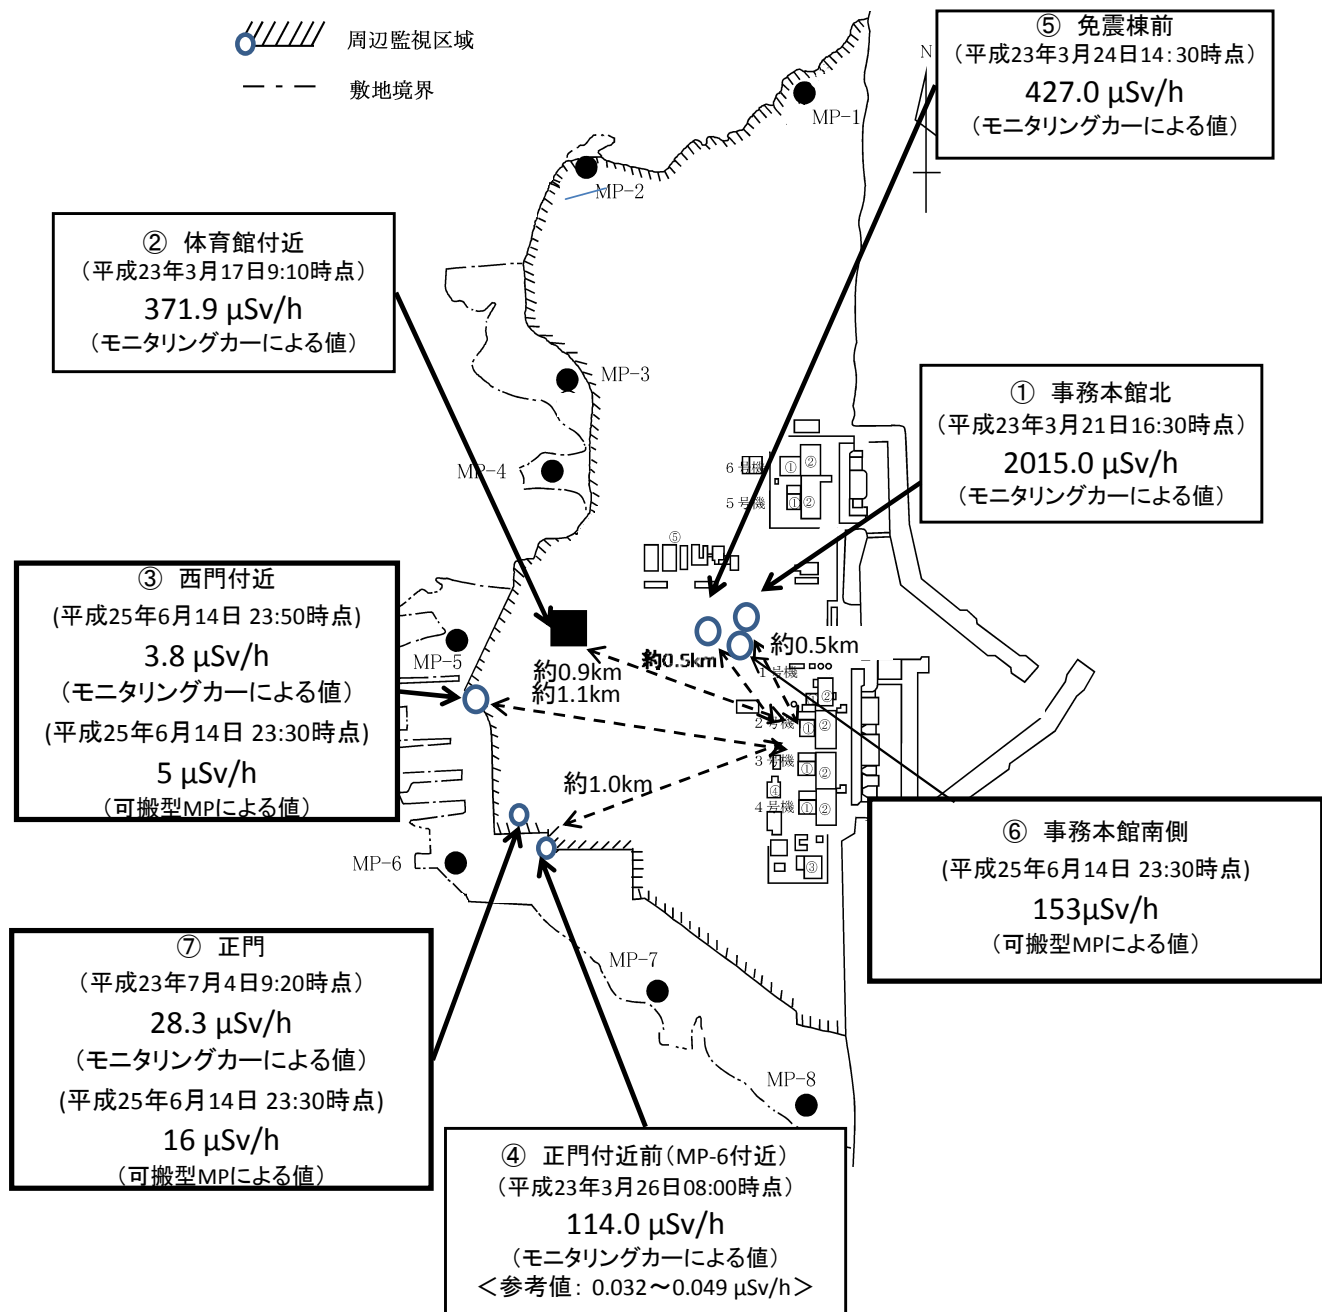 周辺監視区域
敷地境界
⑤ 免震棟前
（平成23年3月24日14：30時点）
427.0 μSv/h
（モニタリングカーによる値）
N
MP-1
MP-2
② 体育館付近
（平成23年3月17日9:10時点）
371.9 μSv/h
（モニタリングカーによる値）
MP-3
① 事務本館北
（平成23年3月21日16:30時点）
2015.0 μSv/h
（モニタリングカーによる値）
MP-4
6号機
①
②
5号機
①
②
⑤
③ 西門付近
(平成25年6月14日 23:50時点)
3.8 μSv/h
（モニタリングカーによる値）
(平成25年6月14日 23:30時点)
5 μSv/h
（可搬型MPによる値）
MP-5
約0.9km
約1.1km
約0.5km
約0.5km
1号機
②
2号機
①
②
3号機
①
②
約1.0km
④
4号機
①
②
③
MP-6
⑥ 事務本館南側
(平成25年6月14日 23:30時点)
153μSv/h
（可搬型MPによる値）
⑦ 正門
（平成23年7月4日9:20時点）
28.3 μSv/h
（モニタリングカーによる値）
(平成25年6月14日 23:30時点)
16 μSv/h
（可搬型MPによる値）
MP-7
MP-8
④ 正門付近前（MP-6付近）
（平成23年3月26日08:00時点）
114.0 μSv/h
（モニタリングカーによる値）
＜参考値： 0.032～0.049 μSv/h＞